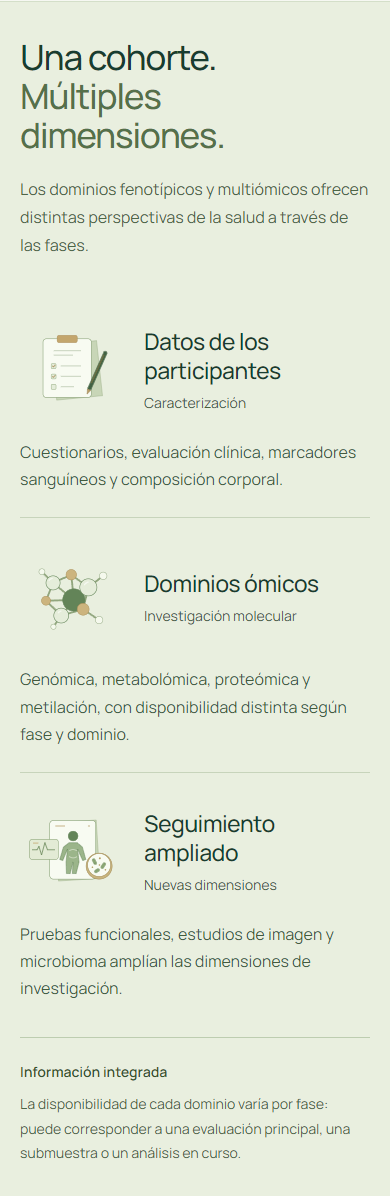 Una cohorte.
Múltiples
dimensiones.
Los dominios fenotípicos y multiómicos ofrecen
distintas perspectivas de la salud a través de
las fases.
Datos de los
participantes
Caracterización
Cuestionarios, evaluación clínica, marcadores
sanguíneos y composición corporal.
Dominios ómicos
Investigación molecular
Genómica, metabolómica, proteómica y
metilación, con disponibilidad distinta según
fase y dominio.
Seguimiento
ampliado
Nuevas dimensiones
Pruebas funcionales, estudios de imagen y
microbioma amplían las dimensiones de
investigación.
Información integrada
La disponibilidad de cada dominio varía por fase:
puede corresponder a una evaluación principal, una
submuestra o un análisis en curso.